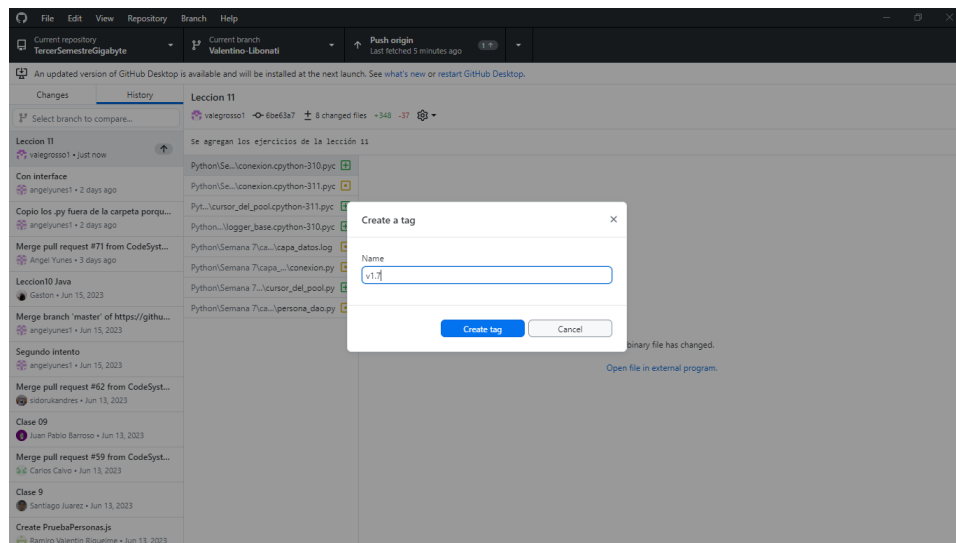 File Edit View Repository Branch Help
Current repository
TercerSemestreGigabyte
Current branch
Valentino-Libonati
Push origin
Last fetched 5 minutes ago
1
An updated version of GitHub Desktop is available and will be installed at the next launch. See what's new or restart GitHub Desktop.
Changes History
Select branch to compare...
Leccion 11
valegrosso1 • just now
Con interface
angelyunes1 • 2 days ago
Copio los .py fuera de la carpeta porqu...
angelyunes1 • 2 days ago
Merge pull request #71 from CodeSyst...
Angel Yunes • 3 days ago
Leccion10 Java
Gaston • Jun 15, 2023
Merge branch 'master' of https://githu...
angelyunes1 • Jun 15, 2023
Segundo intento
angelyunes1 • Jun 15, 2023
Merge pull request #62 from CodeSyst...
sidorukandres • Jun 13, 2023
Clase 09
Juan Pablo Barroso • Jun 13, 2023
Merge pull request #59 from CodeSyst...
Carlos Calvo • Jun 13, 2023
Clase 9
Santiago Juarez • Jun 13, 2023
Create PruebaPersonas.js
Ramiro Valentin Riquelme • Jun 13, 2023
Leccion 11
valegrosso1 6be63a7 8 changed files +348 -37
Se agregan los ejercicios de la lección 11
Python\Se...\conexion.cpython-310.pyc
Python\Se...\conexion.cpython-311.pyc
Pyt...\cursor_del_pool.cpython-311.pyc
Python...\logger_base.cpython-310.pyc
Python\Semana 7\ca...\capa_datos.log
Python\Semana 7\capa_...\conexion.py
Python\Semana 7...\cursor_del_pool.py
Python\Semana 7\ca...\persona_dao.py
Create a tag
Name
v1.7
Create tag Cancel
binary file has changed.
Open file in external program.